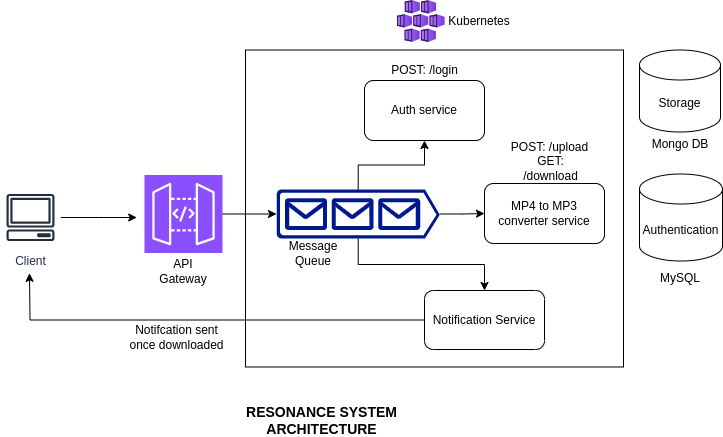 Kubernetes
POST: /login
Auth service
Storage
Mongo DB
POST: /upload
GET:
/download
MP4 to MP3
converter service
Authentication
MySQL
Client
API
Gateway
Message
Queue
Notification Service
Notifcation sent
once downloaded
RESONANCE SYSTEM
ARCHITECTURE